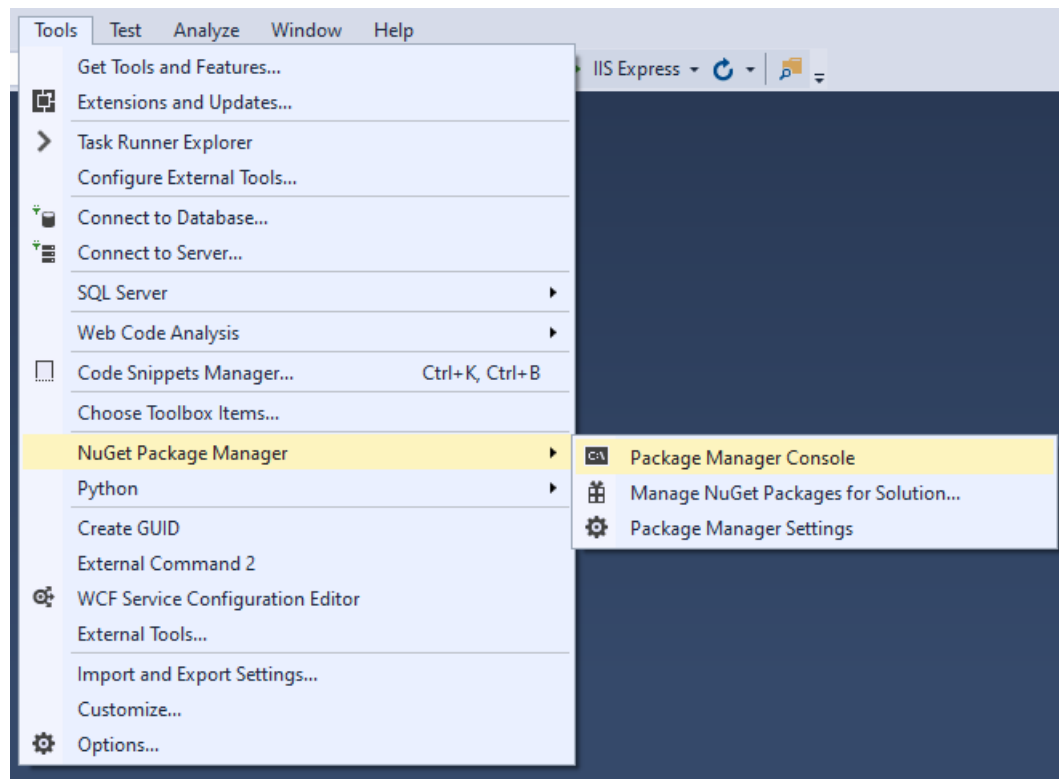 Tools Test Analyze Window Help
Get Tools and Features...
IIS Express
Extensions and Updates...
Task Runner Explorer
Configure External Tools...
Connect to Database...
Connect to Server...
SQL Server
Web Code Analysis
Code Snippets Manager... Ctrl+K, Ctrl+B
Choose Toolbox Items...
NuGet Package Manager
Python
Create GUID
External Command 2
WCF Service Configuration Editor
External Tools...
Import and Export Settings...
Customize...
Options...
C:\ Package Manager Console
Manage NuGet Packages for Solution...
Package Manager Settings